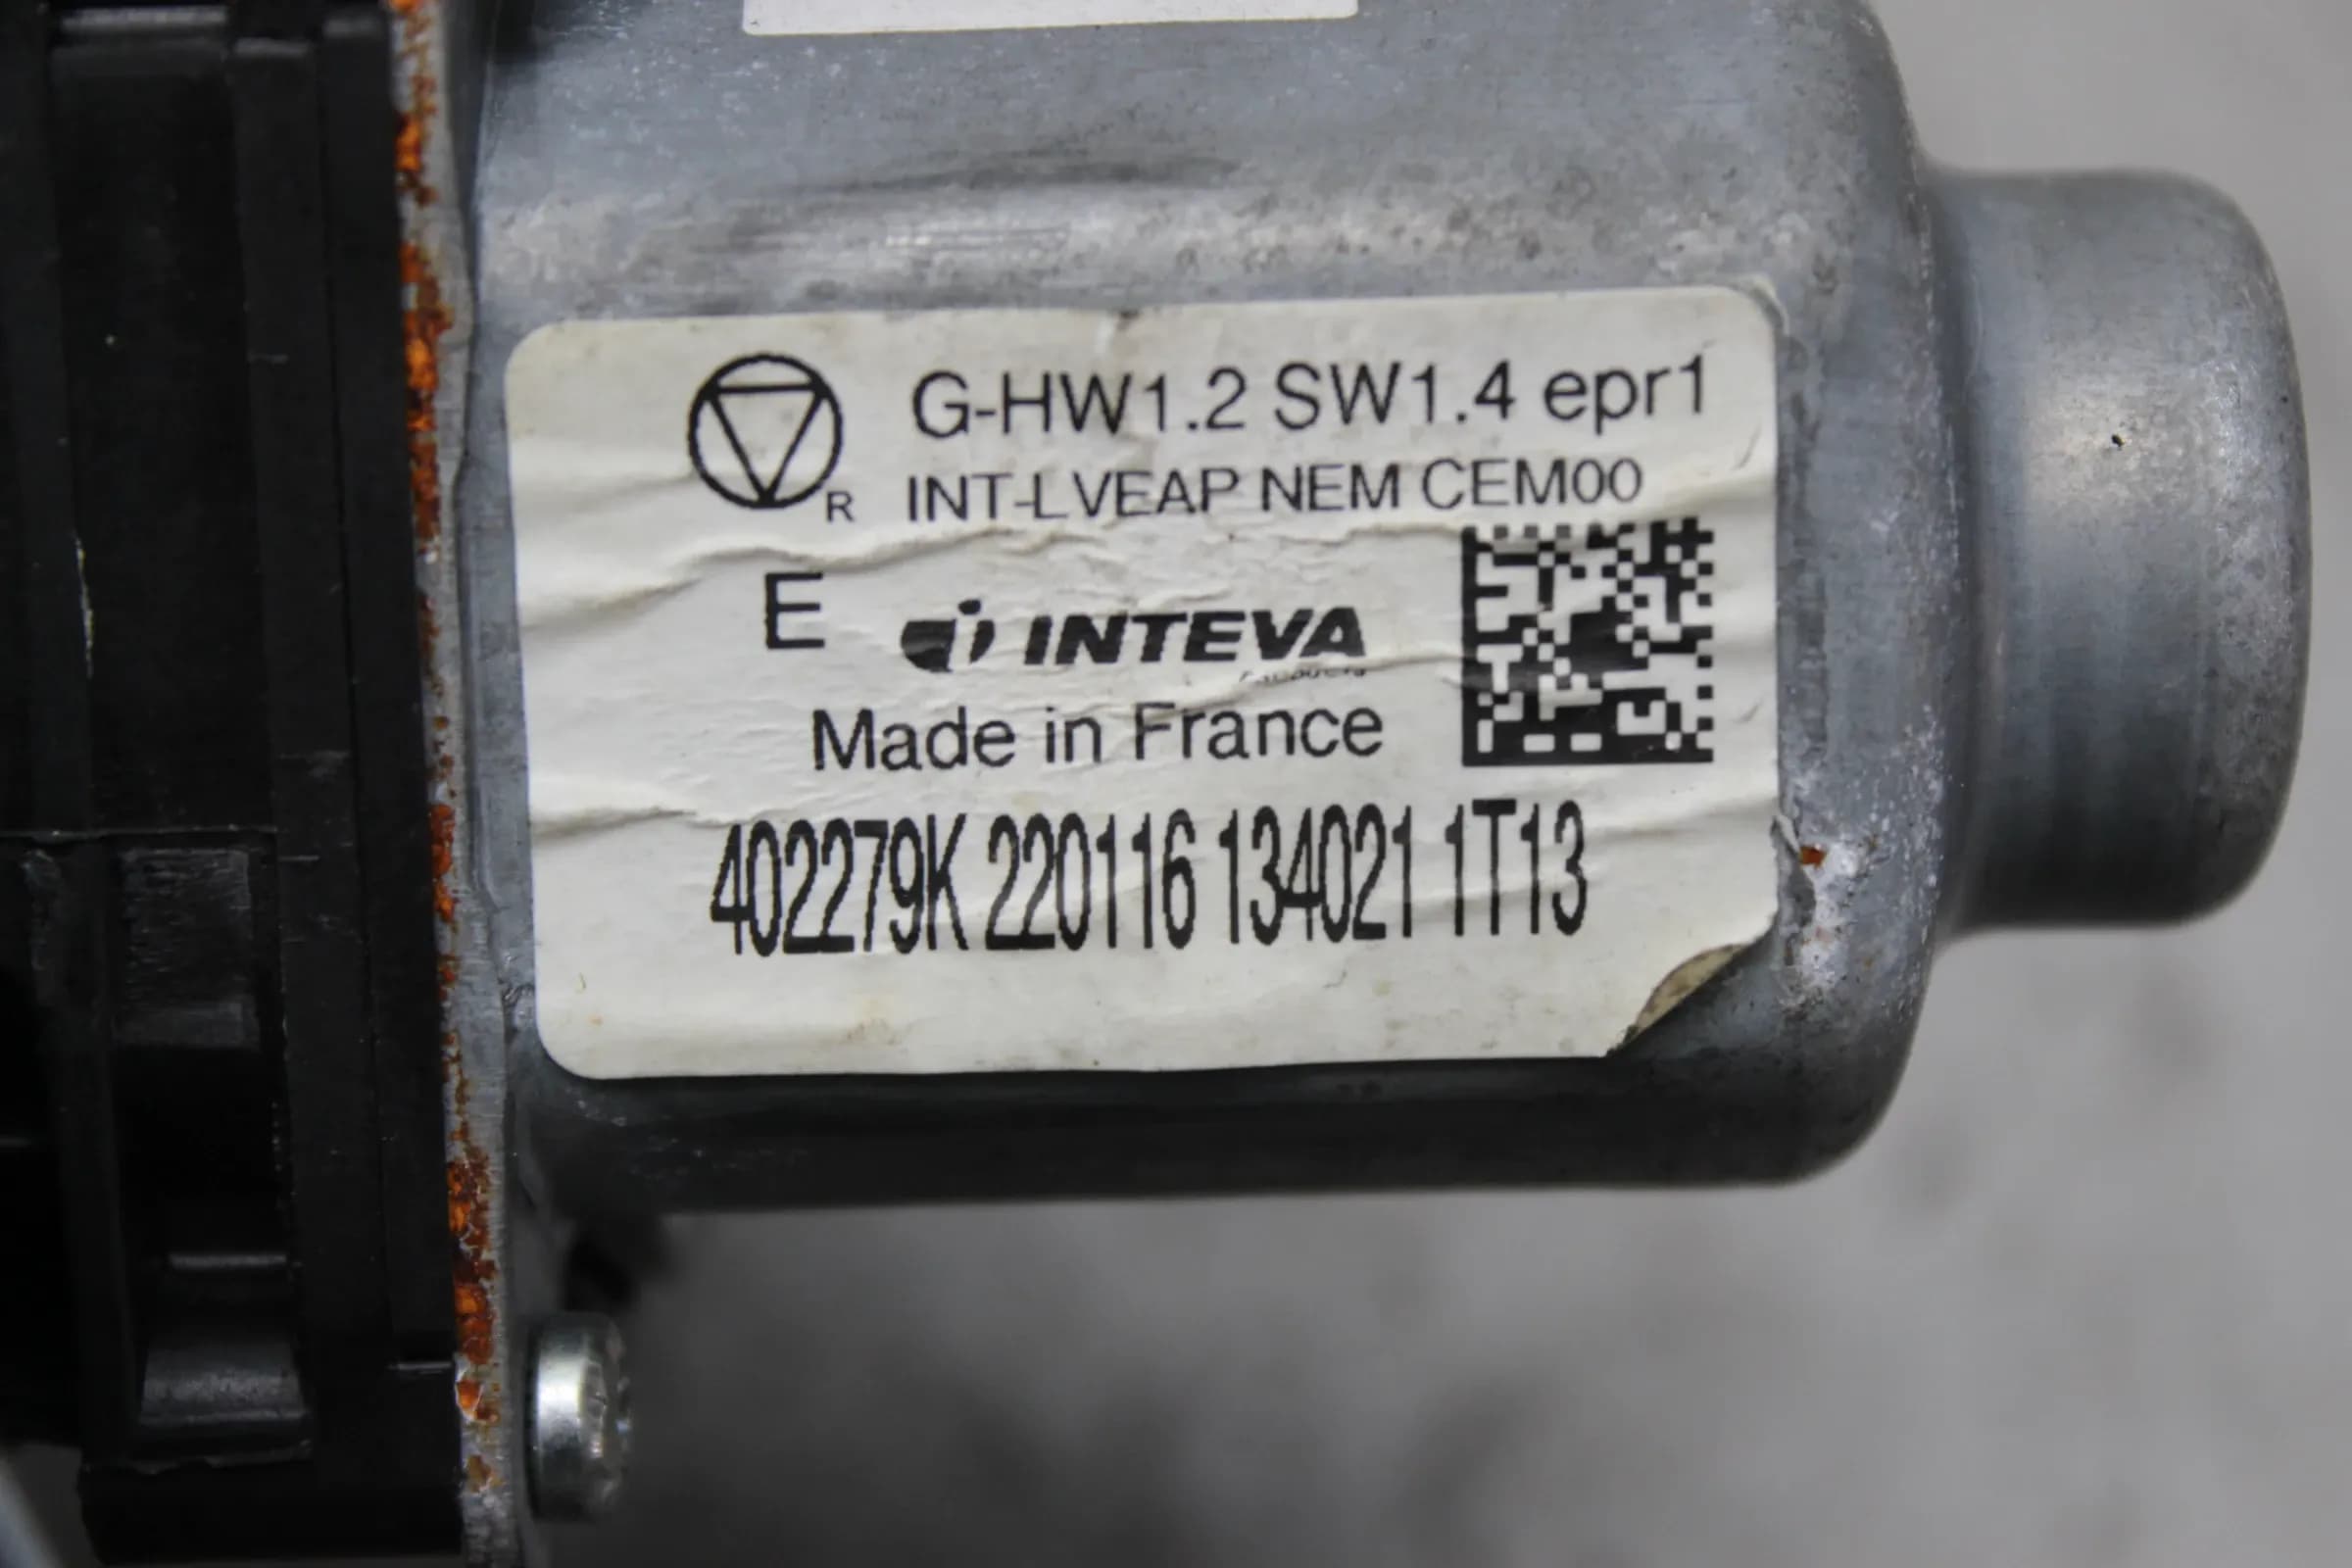 G-HW1.2 SW1.4 epr1
R INT-LVEAP NEM CEM00
E INTEVA
Made in France
402279K 220116 134021 1T13